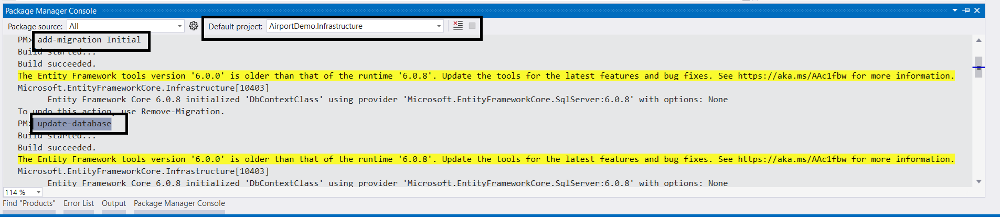 Package Manager Console
Package source: All Default project: AirportDemo.Infrastructure
PM> add-migration Initial
Build started...
Build succeeded.
The Entity Framework tools version '6.0.0' is older than that of the runtime '6.0.8'. Update the tools for the latest features and bug fixes. See https://aka.ms/AAc1fbw for more information.
Microsoft.EntityFrameworkCore.Infrastructure[10403]
Entity Framework Core 6.0.8 initialized 'DbContextClass' using provider 'Microsoft.EntityFrameworkCore.SqlServer:6.0.8' with options: None
To undo this action, use Remove-Migration.
PM> update-database
Build started...
Build succeeded.
The Entity Framework tools version '6.0.0' is older than that of the runtime '6.0.8'. Update the tools for the latest features and bug fixes. See https://aka.ms/AAc1fbw for more information.
Microsoft.EntityFrameworkCore.Infrastructure[10403]
Entity Framework Core 6.0.8 initialized 'DbContextClass' using provider 'Microsoft.EntityFrameworkCore.SqlServer:6.0.8' with options: None
114 %
Find "Products" Error List Output Package Manager Console